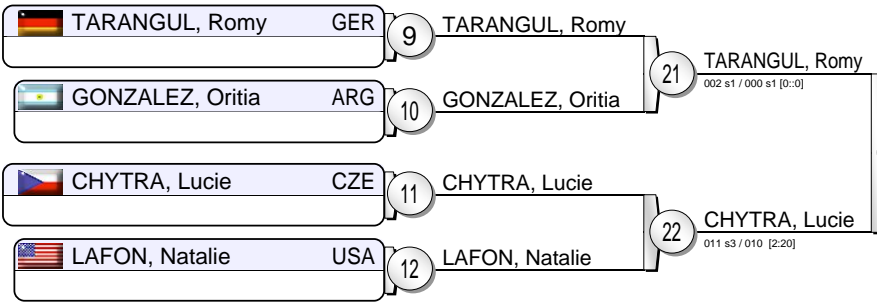 TARANGUL, Romy GER
9
TARANGUL, Romy
21
TARANGUL, Romy
002 s1 / 000 s1 [0::0]
GONZALEZ, Oritia ARG
10
GONZALEZ, Oritia
CHYTRA, Lucie CZE
11
CHYTRA, Lucie
22
CHYTRA, Lucie
011 s3 / 010 [2:20]
LAFON, Natalie USA
12
LAFON, Natalie